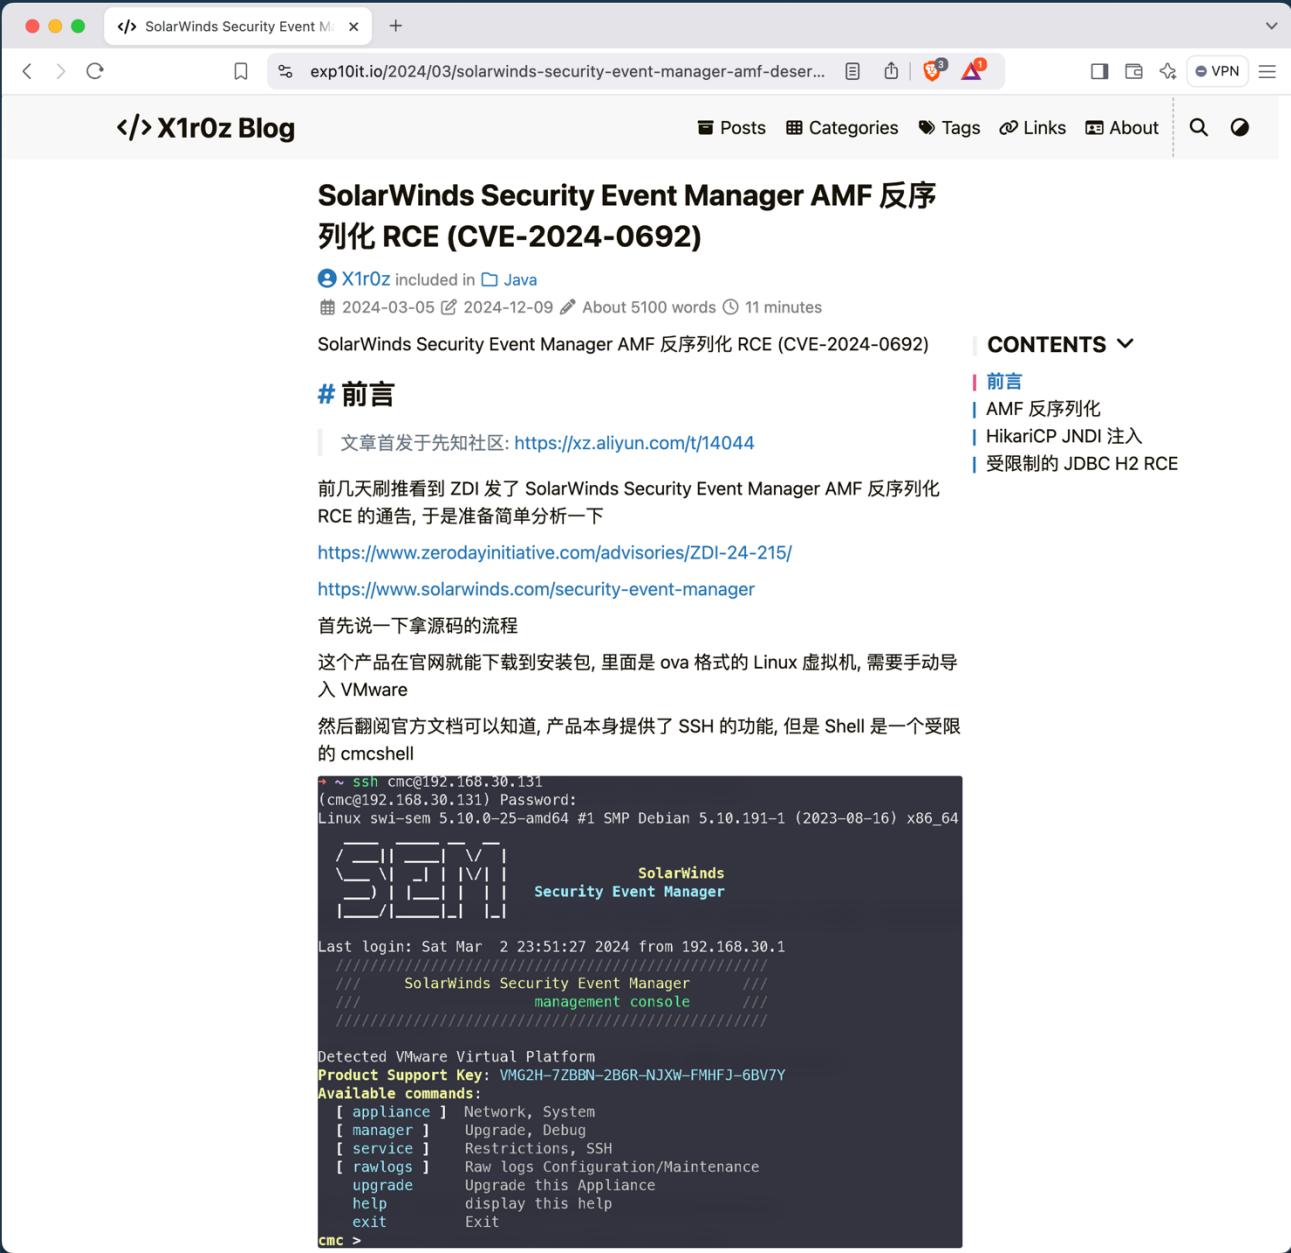 SolarWinds Security Event Ma
exp10it.io/2024/03/solarwinds-security-event-manager-amf-deser...
3
1
VPN
</> X1r0z Blog
Posts
Categories
Tags
Links
About
SolarWinds Security Event Manager AMF 反序
列化 RCE (CVE-2024-0692)
X1r0z included in Java
2024-03-05 2024-12-09 About 5100 words 11 minutes
SolarWinds Security Event Manager AMF 反序列化 RCE (CVE-2024-0692)
CONTENTS
前言
AMF 反序列化
HikariCP JNDI 注入
受限制的 JDBC H2 RCE
# 前言
文章首发于先知社区: https://xz.aliyun.com/t/14044
前几天刷推看到 ZDI 发了 SolarWinds Security Event Manager AMF 反序列化
RCE 的通告, 于是准备简单分析一下
https://www.zerodayinitiative.com/advisories/ZDI-24-215/
https://www.solarwinds.com/security-event-manager
首先说一下拿源码的流程
这个产品在官网就能下载到安装包, 里面是 ova 格式的 Linux 虚拟机, 需要手动导
入 VMware
然后翻阅官方文档可以知道, 产品本身提供了 SSH 的功能, 但是 Shell 是一个受限
的 cmcshell
→ ~ ssh cmc@192.168.30.131
(cmc@192.168.30.131) Password:
Linux swi-sem 5.10.0-25-amd64 #1 SMP Debian 5.10.191-1 (2023-08-16) x86_64
SEM
SolarWinds
Security Event Manager
Last login: Sat Mar  2 23:51:27 2024 from 192.168.30.1
//////////////////////////////////////////////////
///     SolarWinds Security Event Manager      ///
///                    management console      ///
//////////////////////////////////////////////////
Detected VMware Virtual Platform
Product Support Key: VMG2H-7ZBBN-2B6R-NJXW-FMHFJ-6BV7Y
Available commands:
[ appliance ]  Network, System
[ manager ]    Upgrade, Debug
[ service ]    Restrictions, SSH
[ rawlogs ]    Raw logs Configuration/Maintenance
upgrade      Upgrade this Appliance
help         display this help
exit         Exit
cmc >